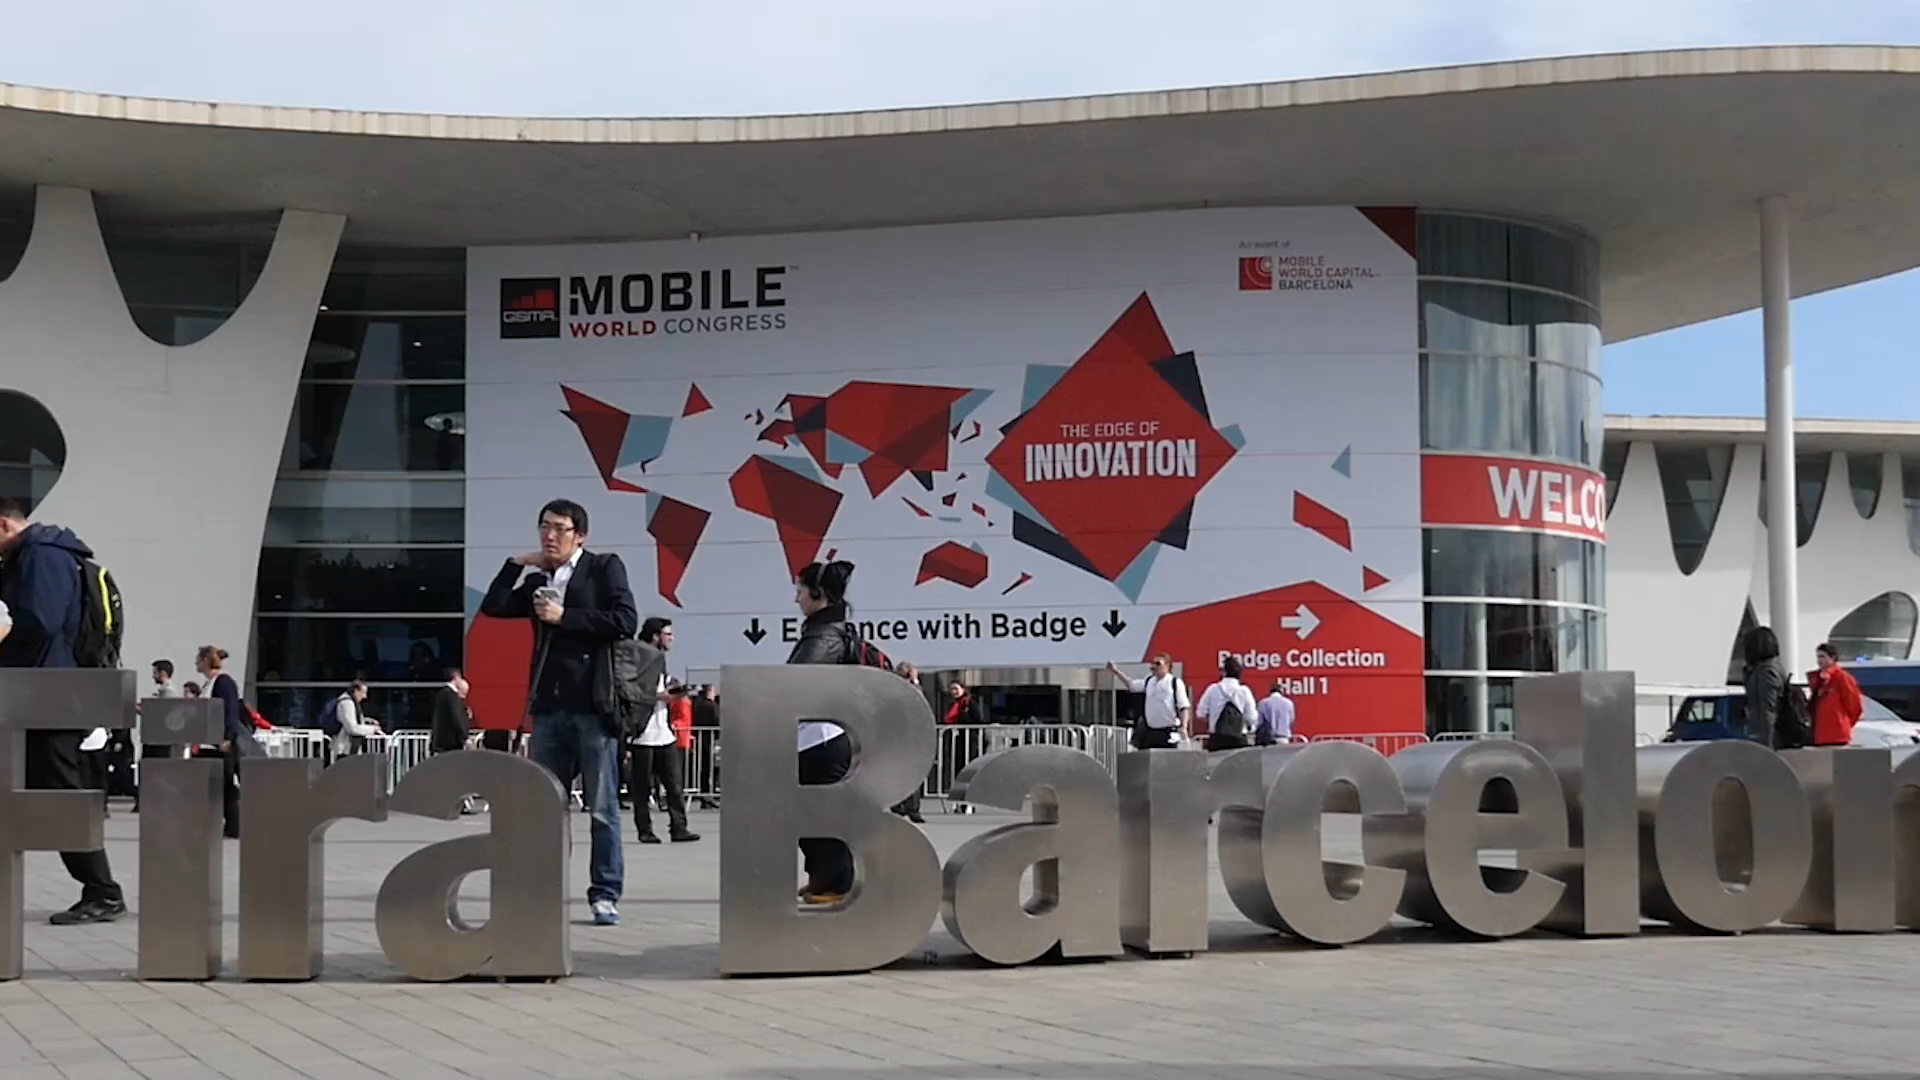 GSMA
MOBILE
WORLD CONGRESS
An event of
MOBILE
WORLD CAPITAL
BARCELONA
THE EDGE OF
INNOVATION
WELCO
↓ E nce with Badge ↓
Badge Collection
Hall 1
Fira Barcelon